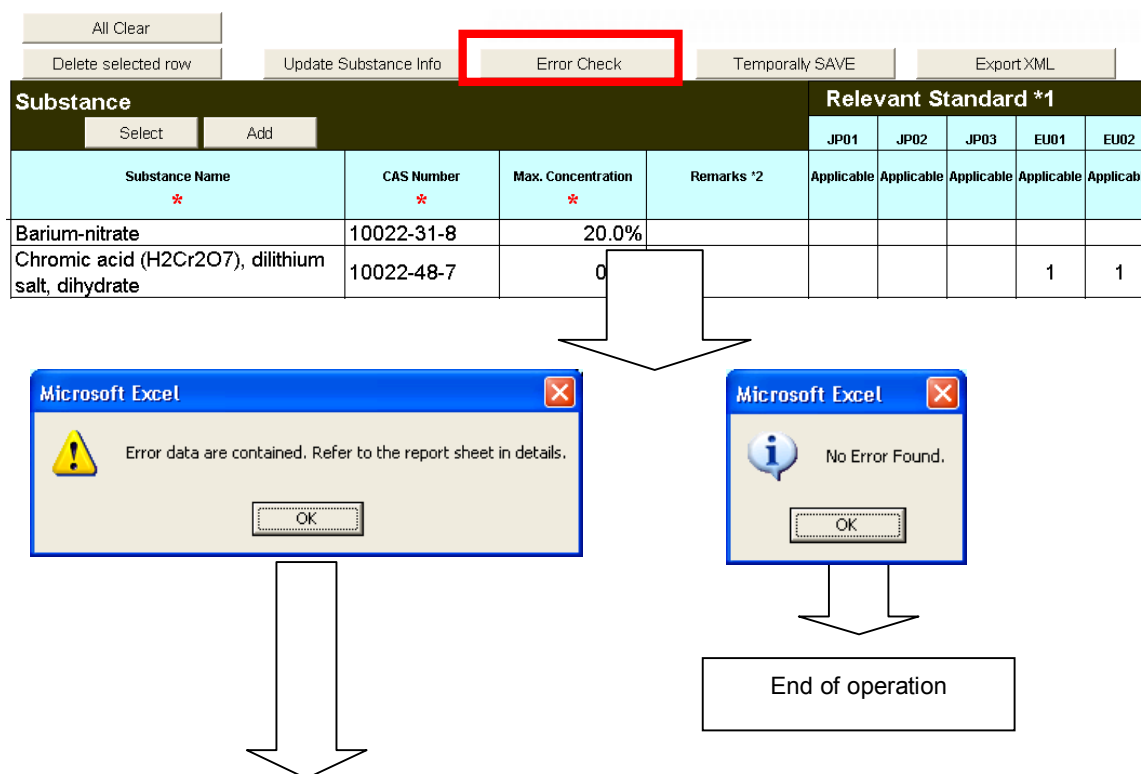 All Clear
Delete selected row Update Substance Info Error Check Temporally SAVE Export XML
Substance Relevant Standard *1
Select Add
JP01 JP02 JP03 EU01 EU02
Substance Name CAS Number Max. Concentration Remarks *2 Applicable Applicable Applicable Applicable Applicab
* * *
Barium-nitrate 10022-31-8 20.0%
Chromic acid (H2Cr2O7), dilithium
salt, dihydrate 10022-48-7 0 1 1
Microsoft Excel
Error data are contained. Refer to the report sheet in details.
OK
Microsoft Excel
No Error Found.
OK
End of operation